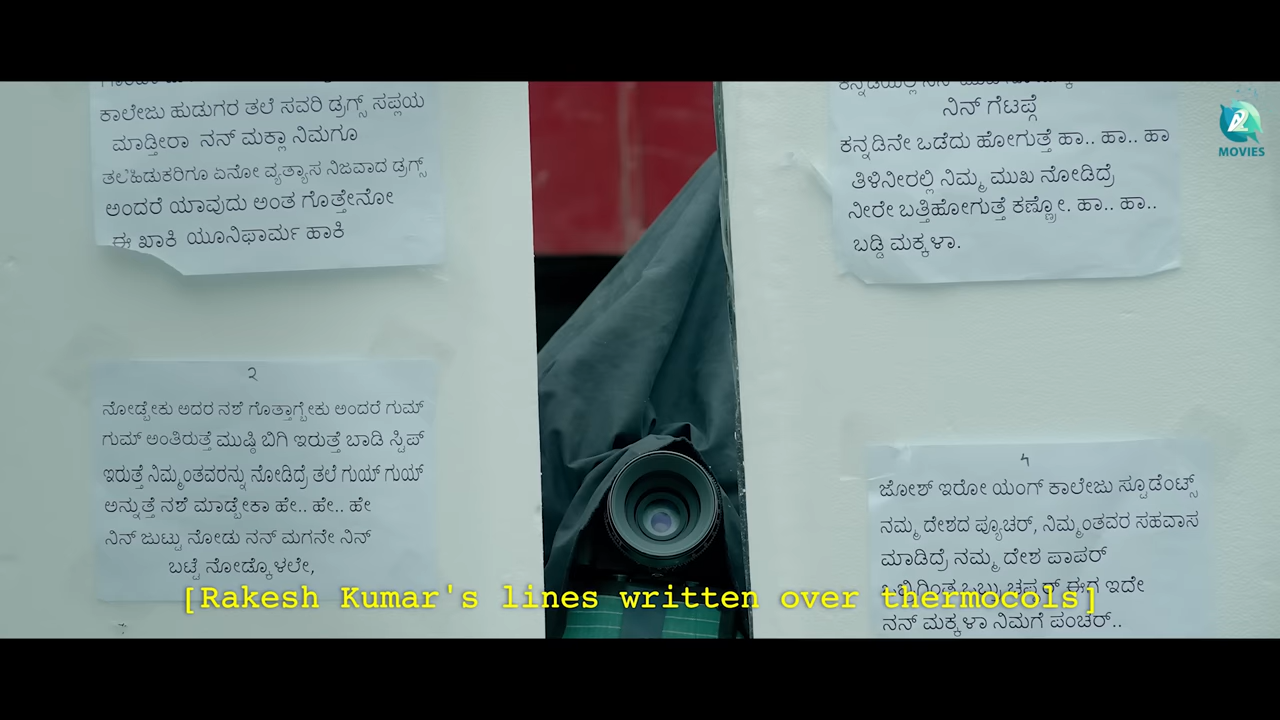 ಕಾಲೇಜು ಹುಡುಗರ ತಲೆ ಸವರಿ ಡ್ರಗ್ಸ್ ಸಪ್ಲಯ
ಮಾಡ್ತೀರಾ ನನ್ ಮಕ್ಲಾ ನಿಮಗೂ
ತಲೆಹಿಡುಕರಿಗೂ ಏನೋ ವ್ಯತ್ಯಾಸ ನಿಜವಾದ ಡ್ರಗ್ಸ್
ಅಂದರೆ ಯಾವುದು ಅಂತ ಗೊತ್ತೇನೋ
ಈ ಖಾಕಿ ಯೂನಿಫಾರ್ಮ ಹಾಕಿ
೨
ನೋಡ್ಬೇಕು ಅದರ ನಶೆ ಗೊತ್ತಾಗ್ಬೇಕು ಅಂದರೆ ಗುಮ್
ಗುಮ್ ಅಂತಿರುತ್ತೆ ಮುಷ್ಠಿ ಬಿಗಿ ಇರುತ್ತೆ ಬಾಡಿ ಸ್ಟಿಪ್
ಇರುತ್ತೆ ನಿಮ್ಮಂತವರನ್ನು ನೋಡಿದ್ರೆ ತಲೆ ಗುಯ್ ಗುಯ್
ಅನ್ನುತ್ತೆ ನಶೆ ಮಾಡ್ಬೇಕಾ ಹೇ.. ಹೇ.. ಹೇ
ನಿನ್ ಜುಟ್ಟು ನೋಡು ನನ್ ಮಗನೇ ನಿನ್
ಬಟ್ಟೆ ನೋಡ್ಕೊಳಲೇ,
ನಿನ್ ಗೆಟಪ್ಗೆ
ಕನ್ನಡಿನೇ ಒಡೆದು ಹೋಗುತ್ತೆ ಹಾ.. ಹಾ.. ಹಾ
ತಿಳಿನೀರಲ್ಲಿ ನಿಮ್ಮ ಮುಖ ನೋಡಿದ್ರೆ
ನೀರೇ ಬತ್ತಿಹೋಗುತ್ತೆ ಕಣ್ಣೋ. ಹಾ.. ಹಾ..
ಬಡ್ಡಿ ಮಕ್ಕಳಾ.
೪
ಜೋಶ್ ಇರೋ ಯಂಗ್ ಕಾಲೇಜು ಸ್ಟೂಡೆಂಟ್ಸ್
ನಮ್ಮ ದೇಶದ ಪ್ಯೂಚರ್, ನಿಮ್ಮಂತವರ ಸಹವಾಸ
ಮಾಡಿದ್ರೆ ನಮ್ಮ ದೇಶ ಪಾಪರ್
ಈಗ ಇದೇ
ನನ್ ಮಕ್ಕಳಾ ನಿಮಗೆ ಪಂಚರ್..
[Rakesh Kumar's lines written over thermocols]
MOVIES